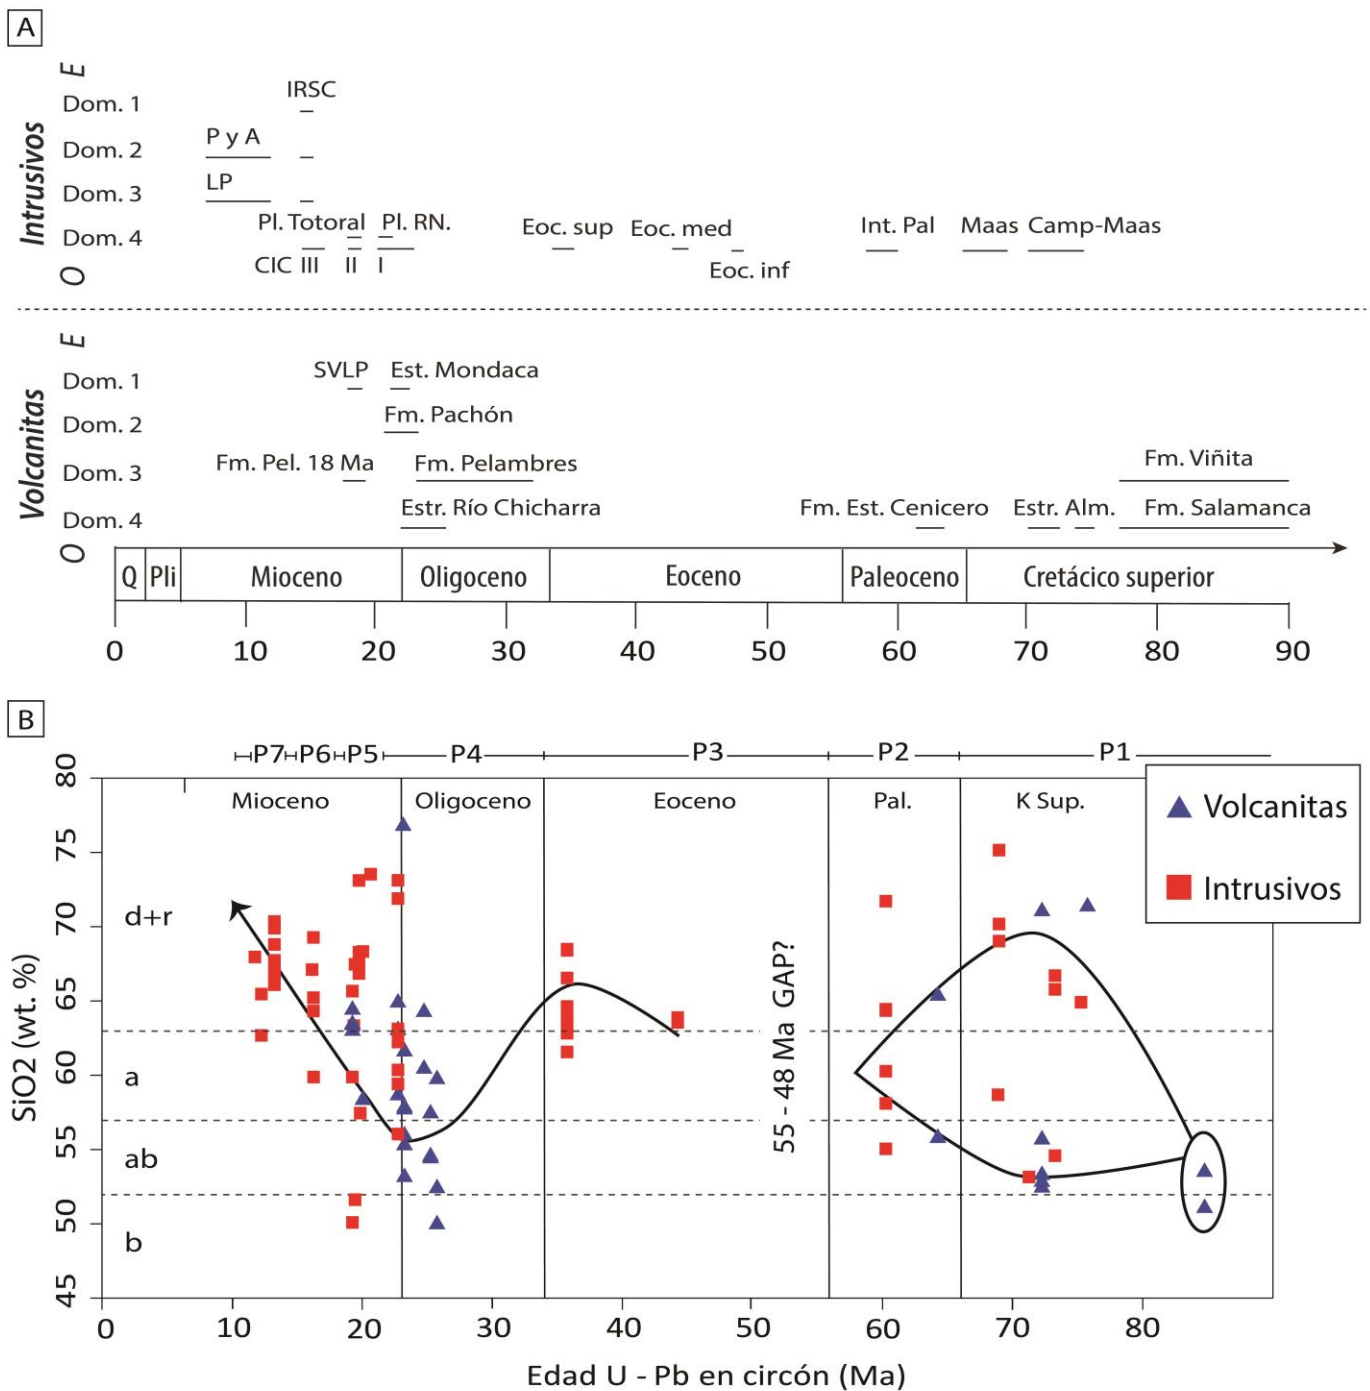 A
Intrusivos
E
O
IRSC
Dom. 1
P y A
Dom. 2
LP
Dom. 3
Pl. Totoral Pl. RN. Eoc. sup Eoc. med Int. Pal Maas Camp-Maas
Dom. 4
CIC III II I Eoc. inf
Volcanitas
E
O
SVLP Est. Mondaca
Dom. 1
Fm. Pachón
Dom. 2
Fm. Pel. 18 Ma Fm. Pelambres Fm. Viñita
Dom. 3
Estr. Río Chicharra Fm. Est. Cenicero Estr. Alm. Fm. Salamanca
Dom. 4
Q Pli Mioceno Oligoceno Eoceno Paleoceno Cretácico superior
0 10 20 30 40 50 60 70 80 90
B
P7 P6 P5 P4 P3 P2 P1
Mioceno Oligoceno Eoceno Pal. K Sup.
Volcanitas
Intrusivos
SiO2 (wt. %)
80
75
70
65
60
55
50
45
d+r
a
ab
b
55 - 48 Ma GAP?
0 10 20 30 40 50 60 70 80
Edad U - Pb en circón (Ma)